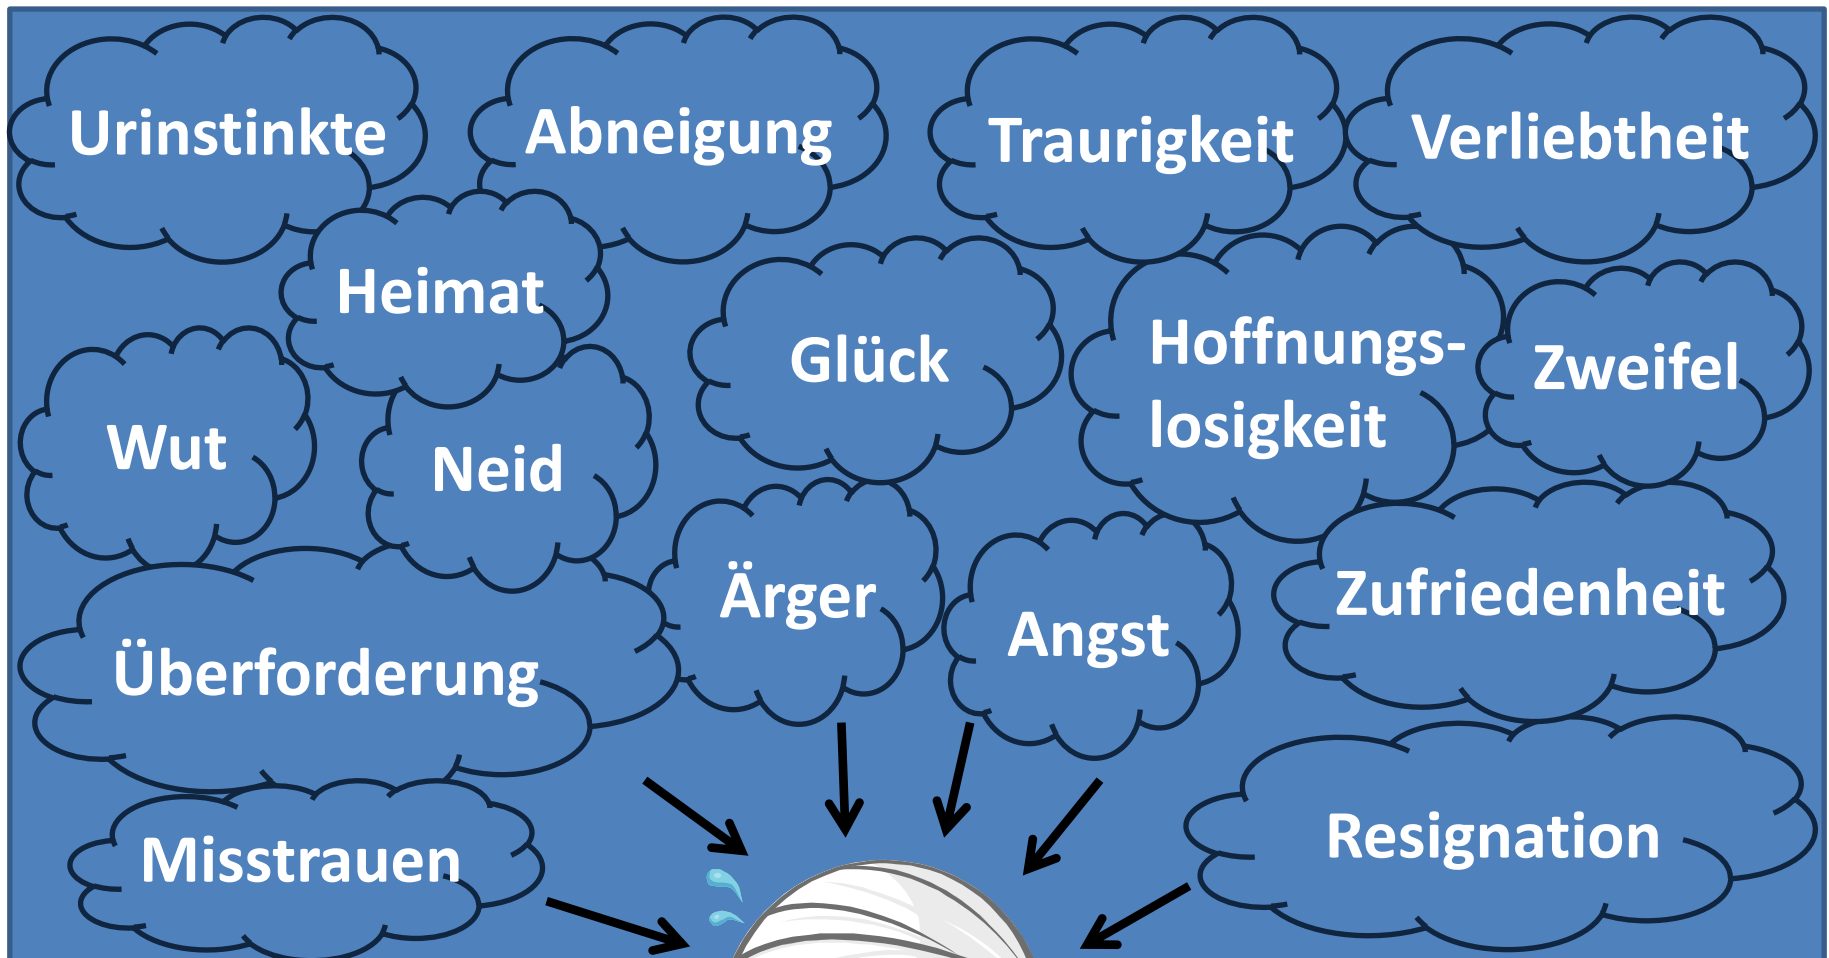 Urinstinkte
Abneigung
Traurigkeit
Verliebtheit
Heimat
Glück
Hoffnungs-
losigkeit
Zweifel
Wut
Neid
Ärger
Angst
Zufriedenheit
Überforderung
Misstrauen
Resignation